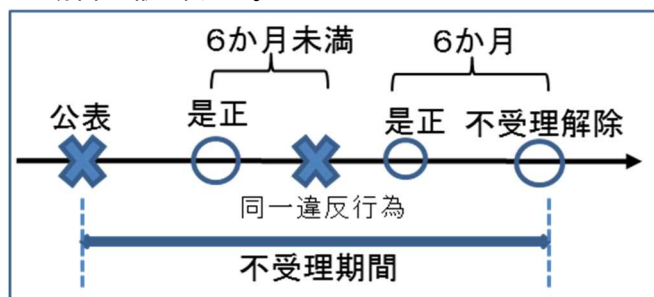 6か月未満
6か月
公表
是正
是正
不受理解除
同一違反行為
不受理期間